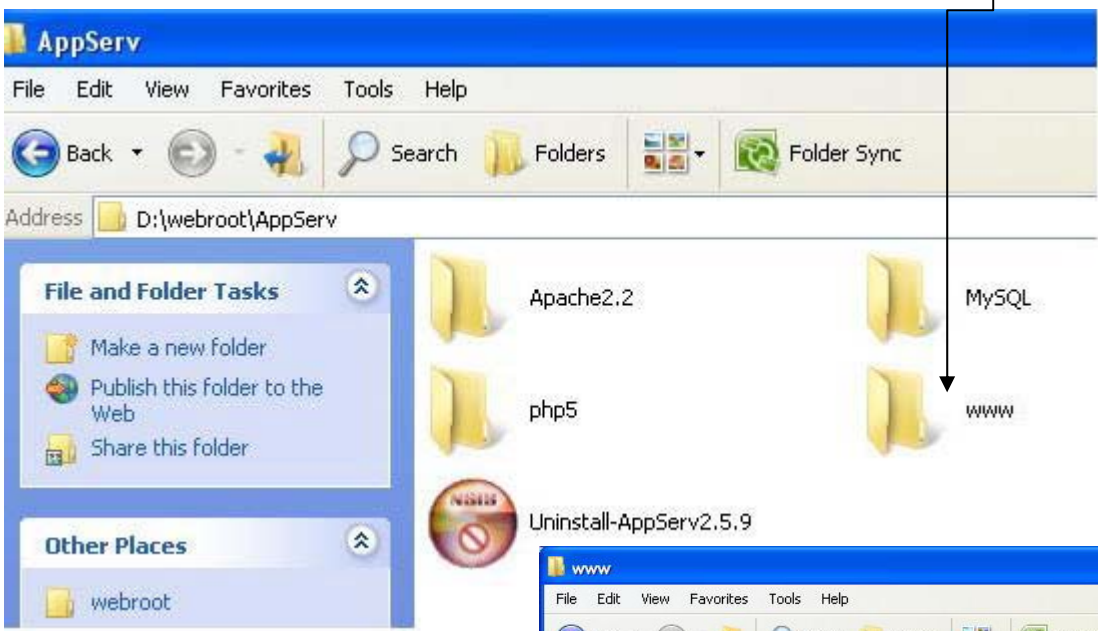 AppServ
File Edit View Favorites Tools Help
Back Search Folders Folder Sync
Address D:\webroot\AppServ
File and Folder Tasks
Make a new folder
Publish this folder to the
Web
Share this folder
Other Places
webroot
Apache2.2 MySQL
php5 www
NSIS
Uninstall-AppServ2.5.9
www
File Edit View Favorites Tools Help